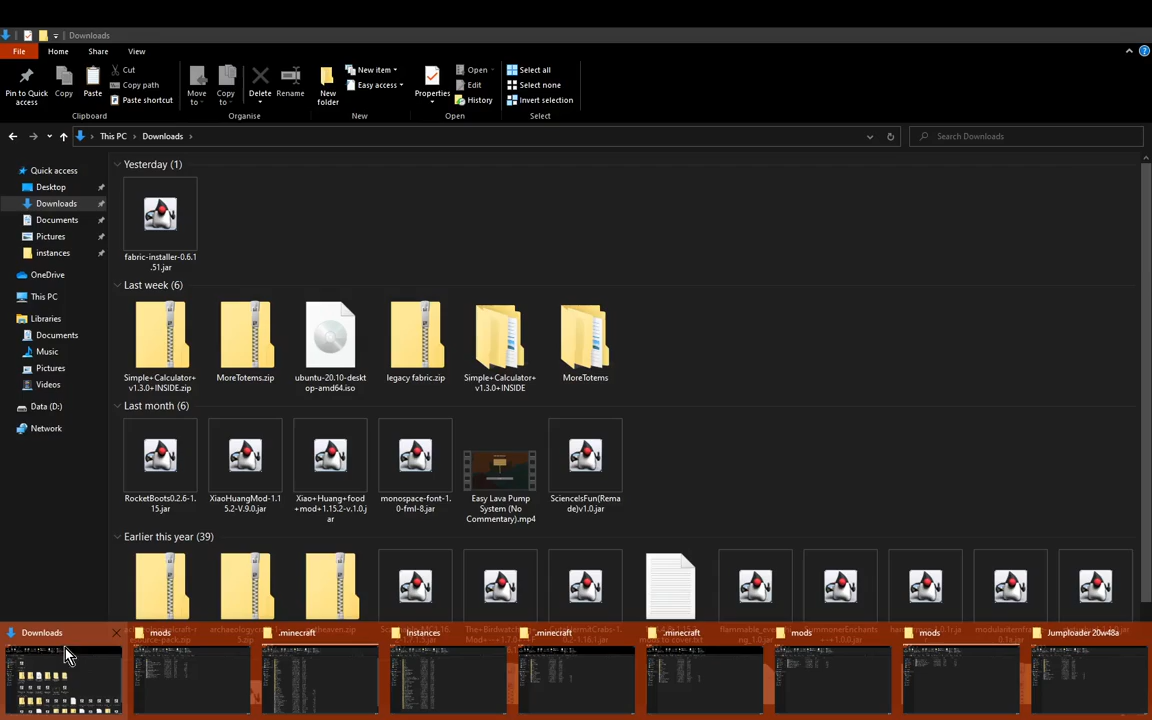 Downloads
File Home Share View
Pin to Quick access
Copy
Paste
Cut
Copy path
Paste shortcut
Clipboard
Move to
Copy to
Delete
Rename
Organise
New folder
New item
Easy access
New
Properties
Open
Edit
History
Open
Select all
Select none
Invert selection
Select
This PC Downloads
Search Downloads
Quick access
Desktop
Downloads
Documents
Pictures
instances
OneDrive
This PC
Libraries
Documents
Music
Pictures
Videos
Data (D:)
Network
Yesterday (1)
fabric-installer-0.6.1
.51.jar
Last week (6)
Simple+Calculator+
v1.3.0+INSIDE.zip
MoreTotems.zip
ubuntu-20.10-deskt
op-amd64.iso
legacy fabric.zip
Simple+Calculator+
v1.3.0+INSIDE
MoreTotems
Last month (6)
RocketBoots0.2.6-1.
15.jar
XiaoHuangMod-1.1
5.2-V.9.0.jar
Xiao+Huang+food
+mod+1.15.2-v.1.0.j
ar
monospace-font-1.
0-fml-8.jar
Easy Lava Pump
System (No
Commentary).mp4
ScienceIsFun(Rema
de)v1.0.jar
Earlier this year (39)
Downloads
mods
.minecraft
Instances
.minecraft
.minecraft
mods
mods
Jumploader 20w48a